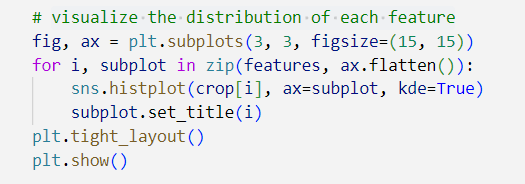 # visualize the distribution of each feature
fig, ax = plt.subplots(3, 3, figsize=(15, 15))
for i, subplot in zip(features, ax.flatten()):
    sns.histplot(crop[i], ax=subplot, kde=True)
    subplot.set_title(i)
plt.tight_layout()
plt.show()